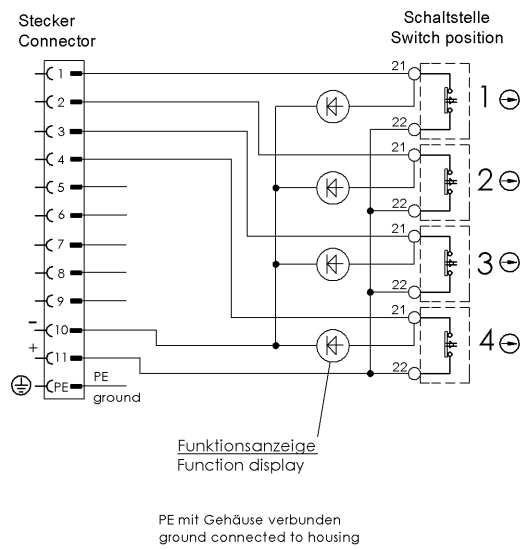 Stecker
Connector
Schaltstelle
Switch position
1
2
3
4
5
6
7
8
9
- 10
+ 11
PE
PE
ground
21
22
1
21
22
2
21
22
3
21
22
4
Funktionsanzeige
Function display
PE mit Gehäuse verbunden
ground connected to housing